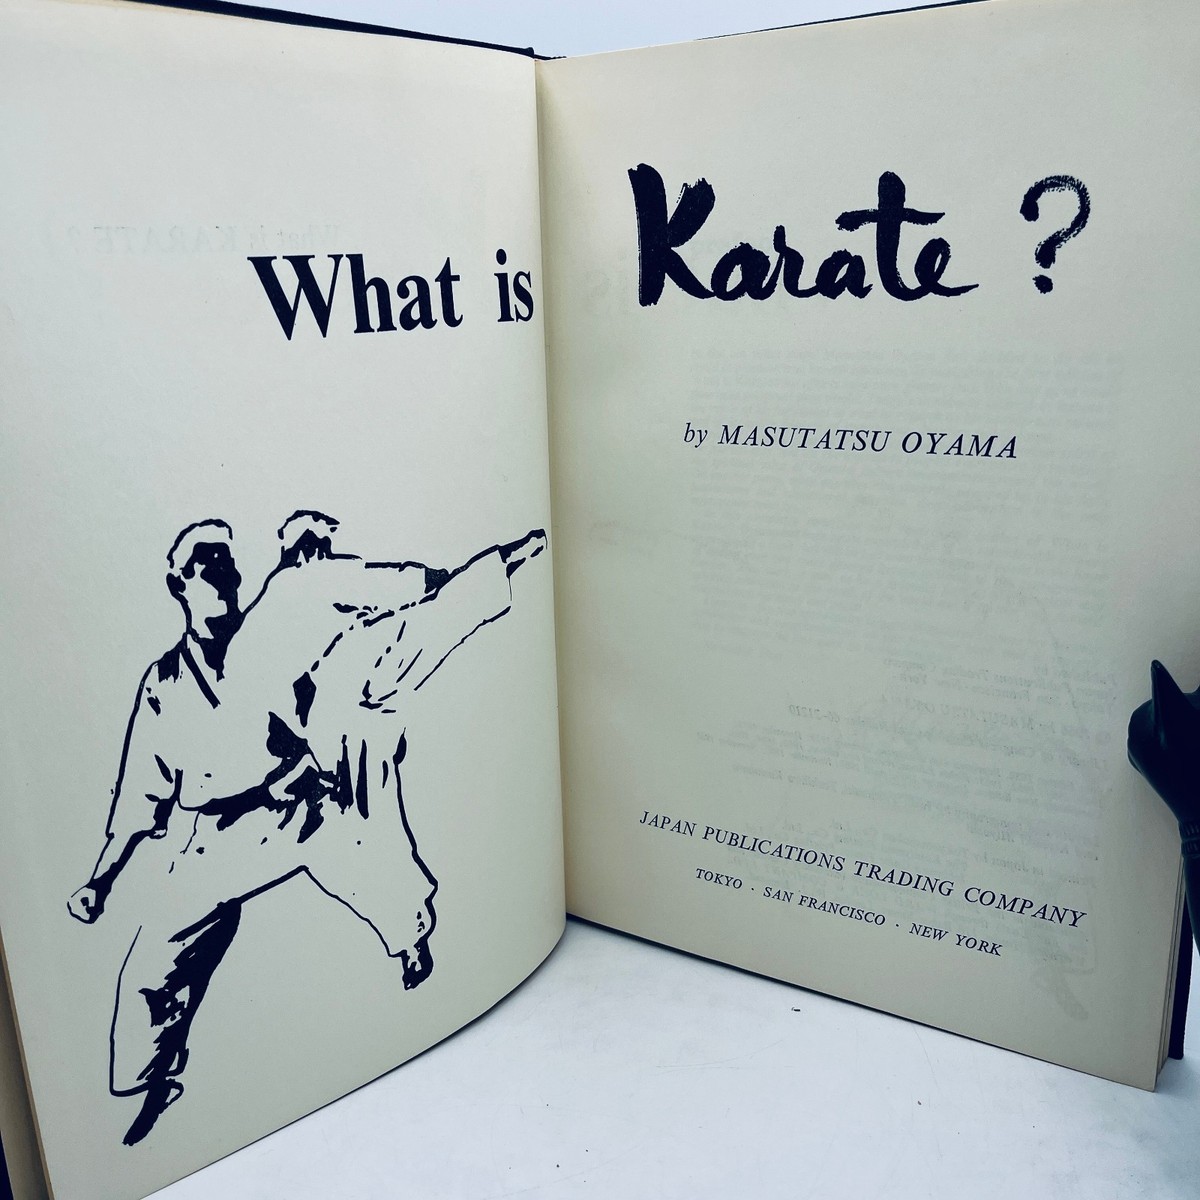 What is Karate ?
by MASUTATSU OYAMA
JAPAN PUBLICATIONS TRADING COMPANY
TOKYO · SAN FRANCISCO · NEW YORK